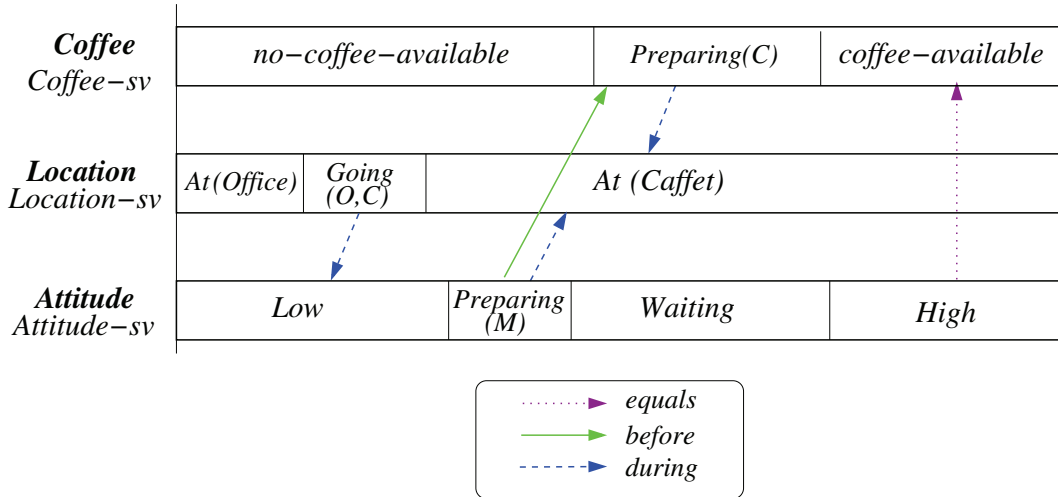 Coffee
Coffee−sv
no−coffee−available
Preparing(C)
coffee−available
Location
Location−sv
At(Office)
Going
(O,C)
At (Caffet)
Attitude
Attitude−sv
Low
Preparing
(M)
Waiting
High
equals
before
during